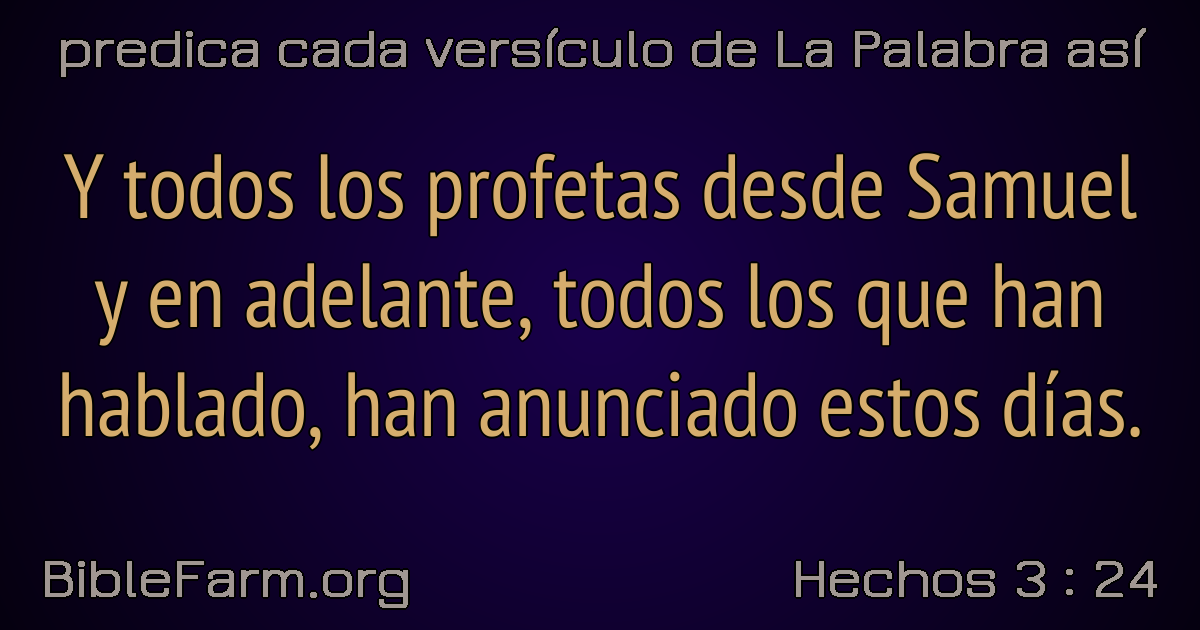 predica cada versículo de La Palabra así
Y todos los profetas desde Samuel
y en adelante, todos los que han
hablado, han anunciado estos días.
BibleFarm.org
Hechos 3 : 24